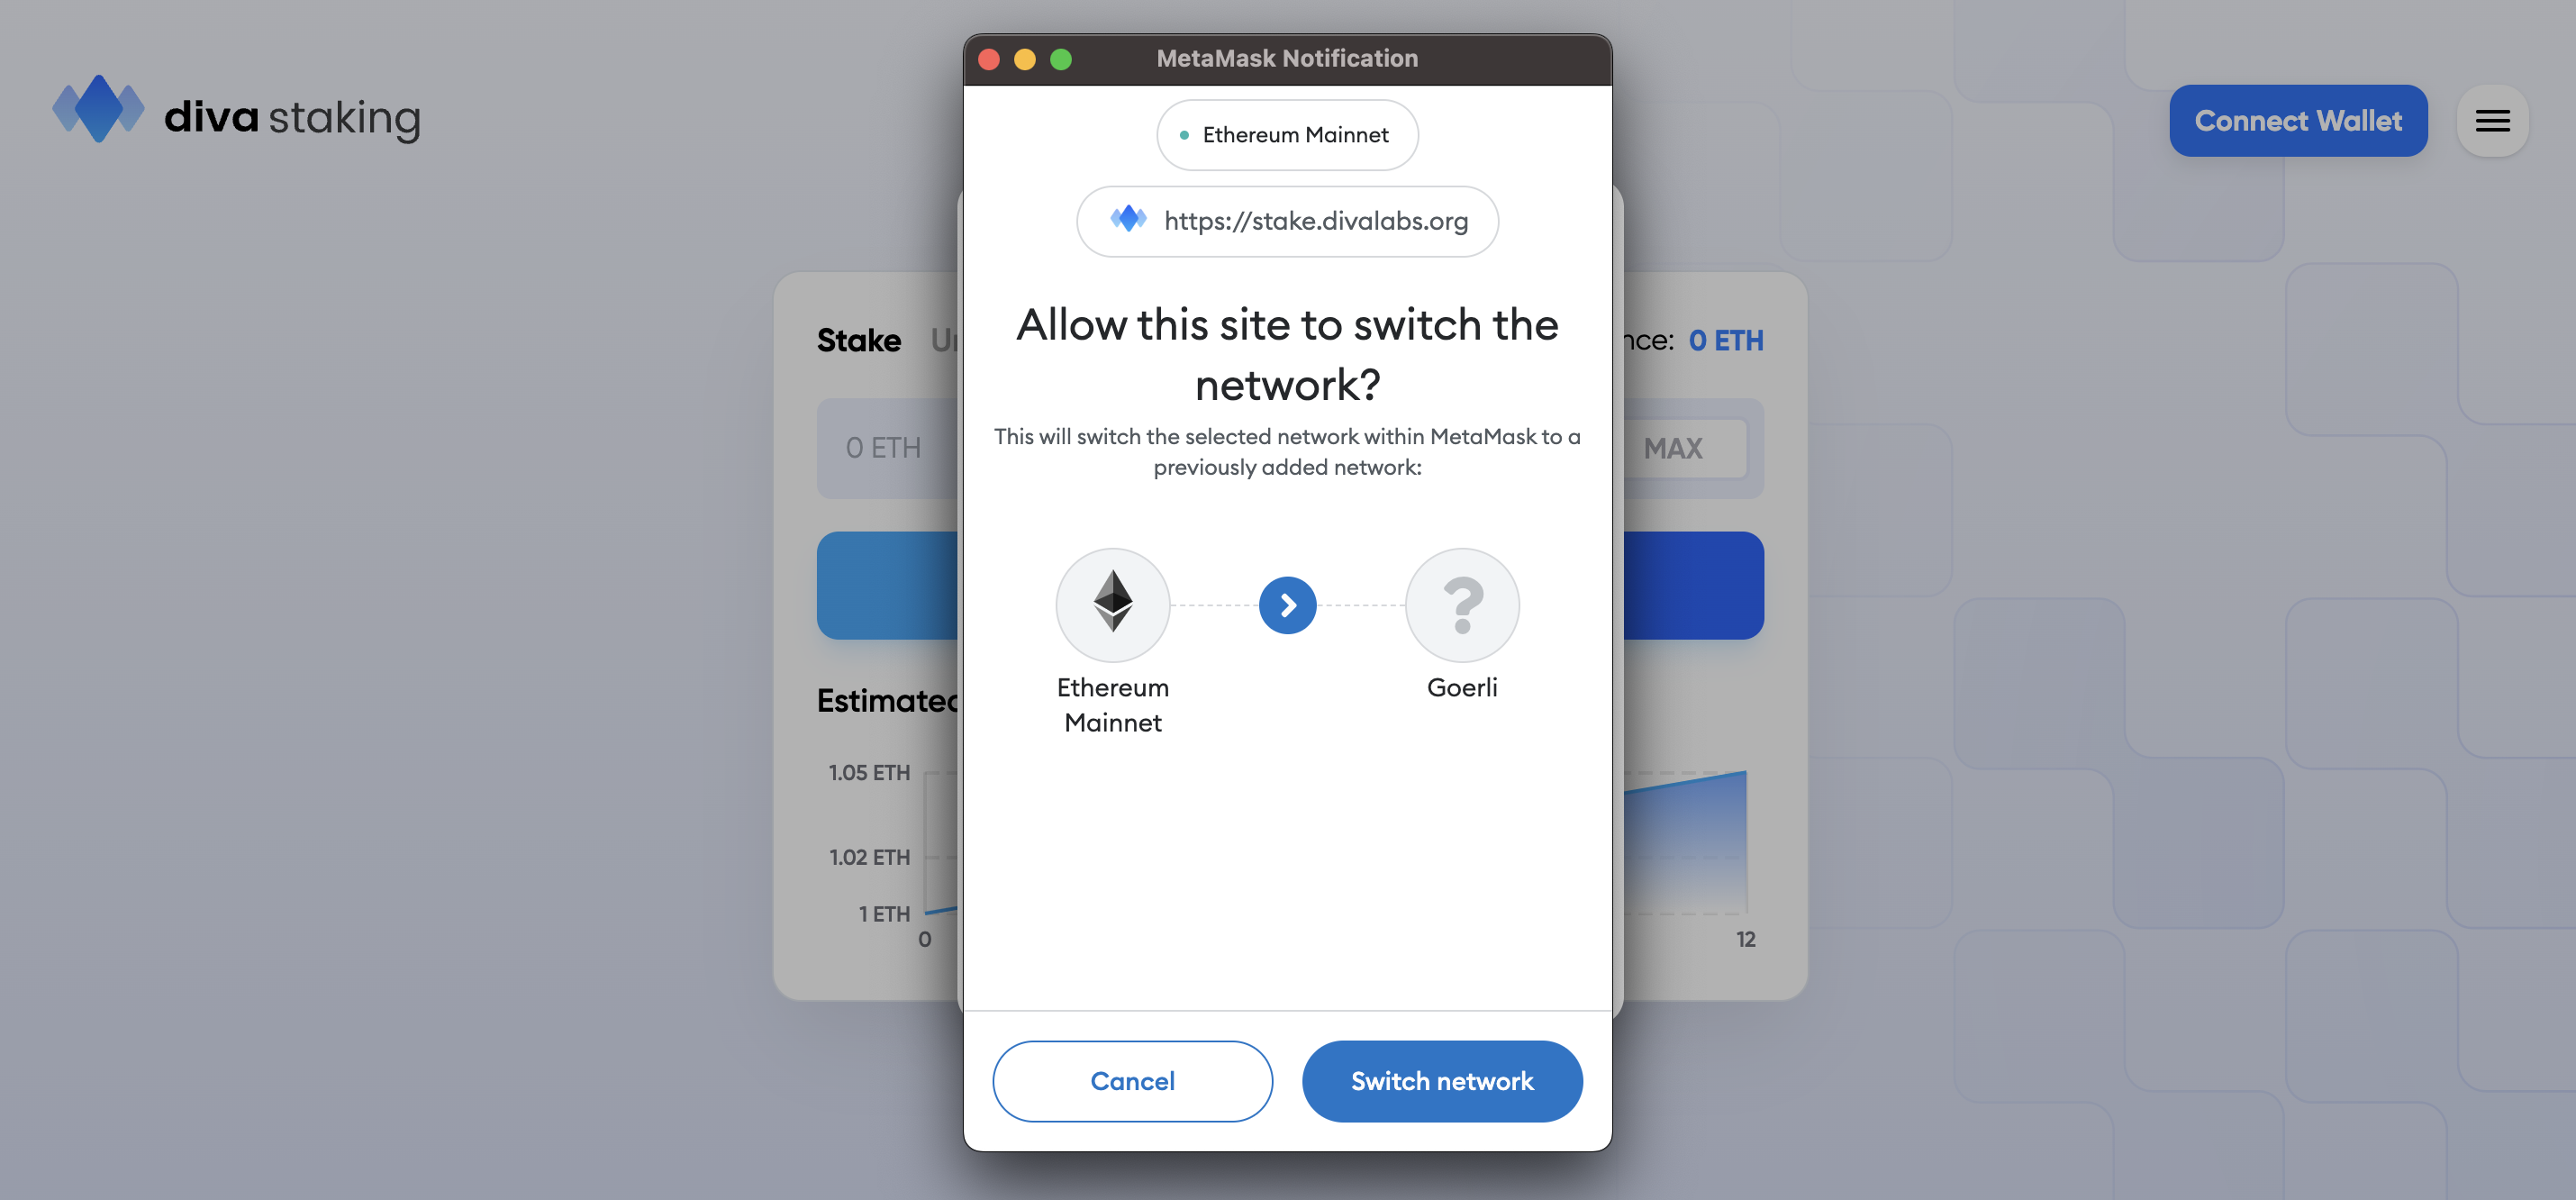 MetaMask Notification
diva staking
Connect Wallet
Ethereum Mainnet
https://stake.divalabs.org
Allow this site to switch the
network?
This will switch the selected network within MetaMask to a
previously added network:
Stake
0 ETH
0 ETH
MAX
Ethereum
Mainnet
Goerli
Estimated
1.05 ETH
1.02 ETH
1 ETH
0
12
Cancel
Switch network